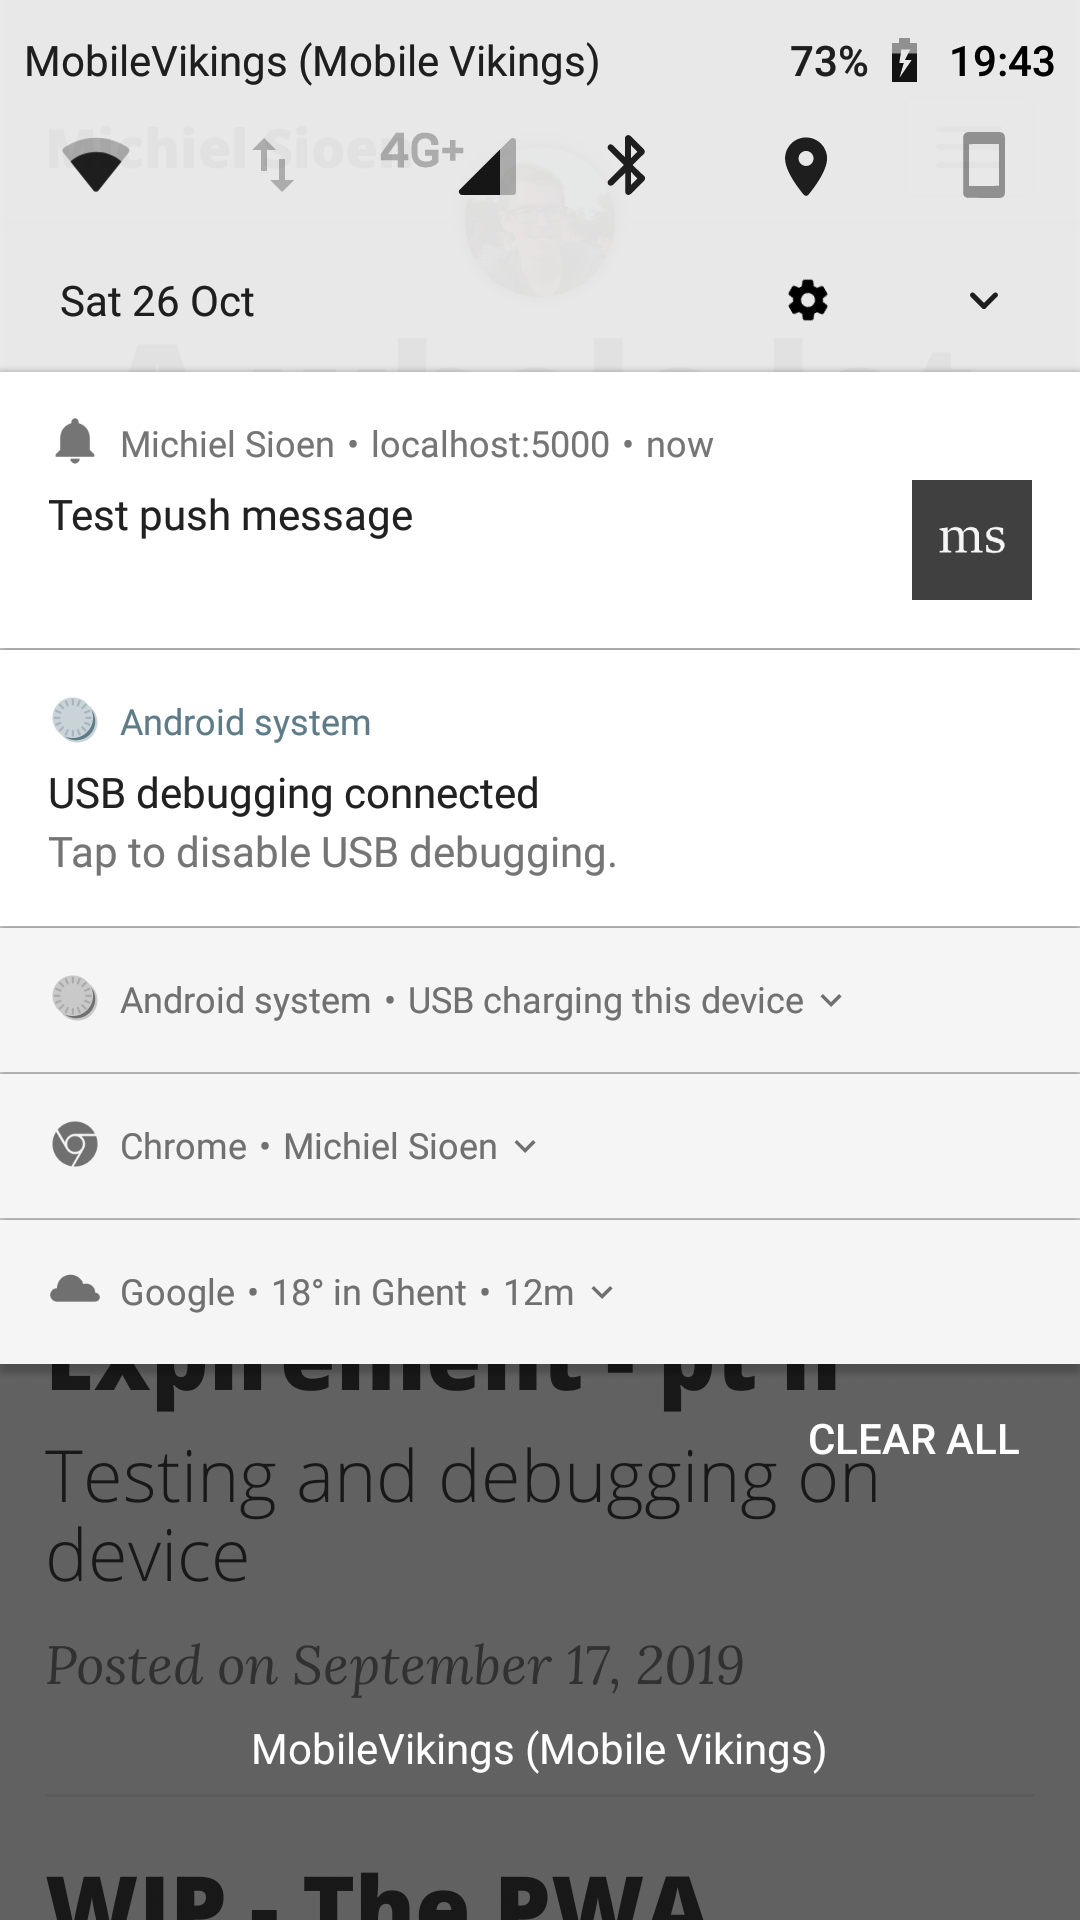 MobileVikings (Mobile Vikings) 73% 19:43
Michiel Sioen
4G+
Sat 26 Oct
Michiel Sioen • localhost:5000 • now
Test push message
ms
Android system
USB debugging connected
Tap to disable USB debugging.
Android system • USB charging this device
Chrome • Michiel Sioen
Google • 18° in Ghent • 12m
Expirement - pt II
CLEAR ALL
Testing and debugging on
device
Posted on September 17, 2019
MobileVikings (Mobile Vikings)
WIP - The PWA